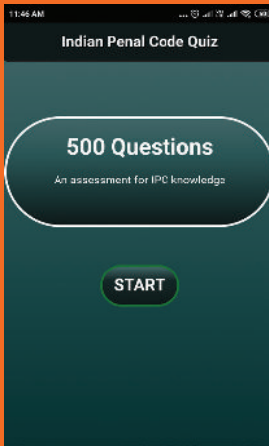 11:46 AM
Indian Penal Code Quiz
500 Questions
An assessment for IPC knowledge
START